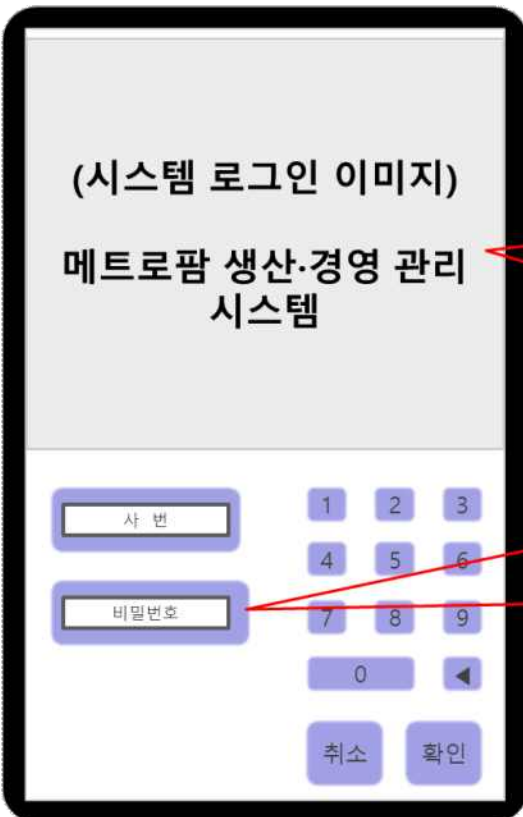 (시스템 로그인 이미지)
메트로팜 생산·경영 관리
시스템
사 번
1 2 3
4 5 6
비밀번호
7 8 9
0 ◀
취소 확인